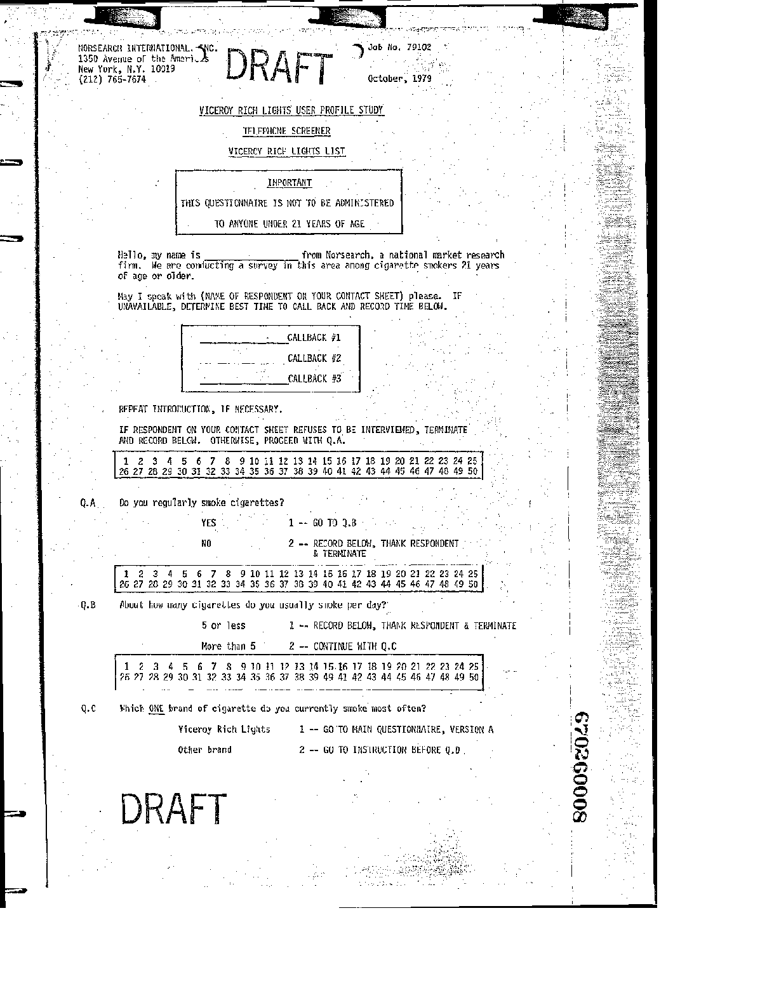 NORSEARCH INTERNATIONAL, INC.
1350 Avenue of the Americas
New York, N.Y. 10019
(212) 765-7674
DRAFT
Job No. 79102
October, 1979
VICEROY RICH LIGHTS USER PROFILE STUDY
TELEPHONE SCREENER
VICEROY RICH LIGHTS LIST
IMPORTANT
THIS QUESTIONNAIRE IS NOT TO BE ADMINISTERED
TO ANYONE UNDER 21 YEARS OF AGE
Hello, my name is ________________ from Norsearch, a national market research
firm. We are conducting a survey in this area among cigarette smokers 21 years
of age or older.
May I speak with (NAME OF RESPONDENT ON YOUR CONTACT SHEET) please. IF
UNAVAILABLE, DETERMINE BEST TIME TO CALL BACK AND RECORD TIME BELOW.
CALLBACK #1
CALLBACK #2
CALLBACK #3
REPEAT INTRODUCTION, IF NECESSARY.
IF RESPONDENT ON YOUR CONTACT SHEET REFUSES TO BE INTERVIEWED, TERMINATE
AND RECORD BELOW. OTHERWISE, PROCEED WITH Q.A.
1 2 3 4 5 6 7 8 9 10 11 12 13 14 15 16 17 18 19 20 21 22 23 24 25
26 27 28 29 30 31 32 33 34 35 36 37 38 39 40 41 42 43 44 45 46 47 48 49 50
Q.A Do you regularly smoke cigarettes?
YES 1 -- GO TO Q.B
NO 2 -- RECORD BELOW, THANK RESPONDENT
& TERMINATE
1 2 3 4 5 6 7 8 9 10 11 12 13 14 15 16 17 18 19 20 21 22 23 24 25
26 27 28 29 30 31 32 33 34 35 36 37 38 39 40 41 42 43 44 45 46 47 48 49 50
Q.B About how many cigarettes do you usually smoke per day?
5 or less 1 -- RECORD BELOW, THANK RESPONDENT & TERMINATE
More than 5 2 -- CONTINUE WITH Q.C
1 2 3 4 5 6 7 8 9 10 11 12 13 14 15 16 17 18 19 20 21 22 23 24 25
26 27 28 29 30 31 32 33 34 35 36 37 38 39 40 41 42 43 44 45 46 47 48 49 50
Q.C Which ONE brand of cigarette do you currently smoke most often?
Viceroy Rich Lights 1 -- GO TO MAIN QUESTIONNAIRE, VERSION A
Other brand 2 -- GO TO INSTRUCTION BEFORE Q.D
DRAFT
670260008